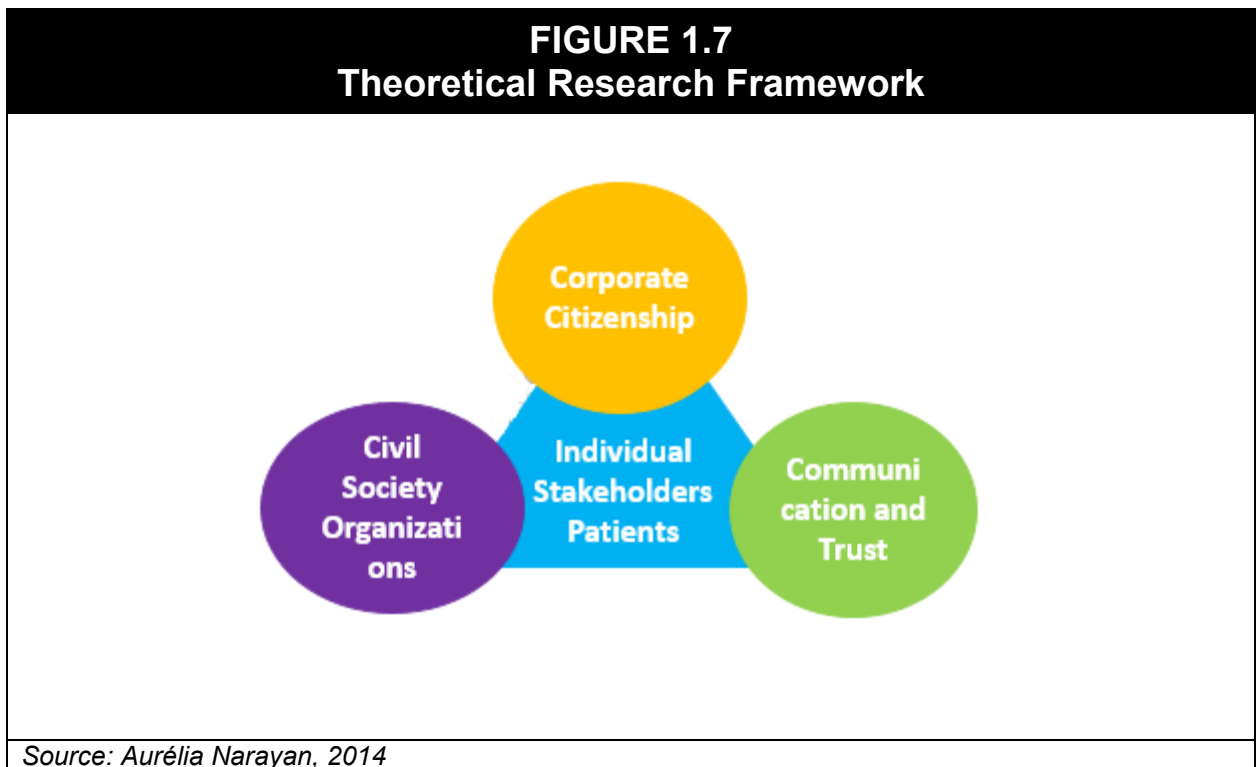 FIGURE 1.7
Theoretical Research Framework
Corporate
Citizenship
Civil
Society
Organizati
ons
Individual
Stakeholders
Patients
Communi
cation and
Trust
Source: Aurélia Narayan, 2014